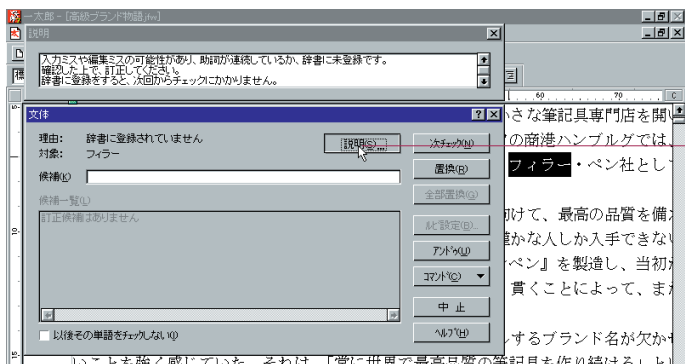 一太郎 - [高級ブランド物語.jtw]
説明
入力ミスや編集ミスの可能性があり、助詞が連続しているか、辞書に未登録です。
確認した上で、訂正してください。
辞書に登録をすると、次回からチェックにかかりません。
60 70
文体
理由: 辞書に登録されていません
対象: フィラー
候補(K)
候補一覧(L)
訂正候補はありません
以後その単語をチェックしない(Q)
説明(S)...
次チェック(N)
置換(R)
全部置換(G)
ルビ設定(B)...
アンドゥ(U)
コマンド(C)
中止
ヘルプ(H)
さな筆記具専門店を開い
の商港ハンブルグでは、
フィラー・ペン社として
向けて、最高の品質を備え
かな人しか入手できない
ペン』を製造し、当初
貫くことによって、また
するブランド名が欠か
いことを強く感じていた。それは、「常に世界で最高品質の筆記具を作り続ける」とい